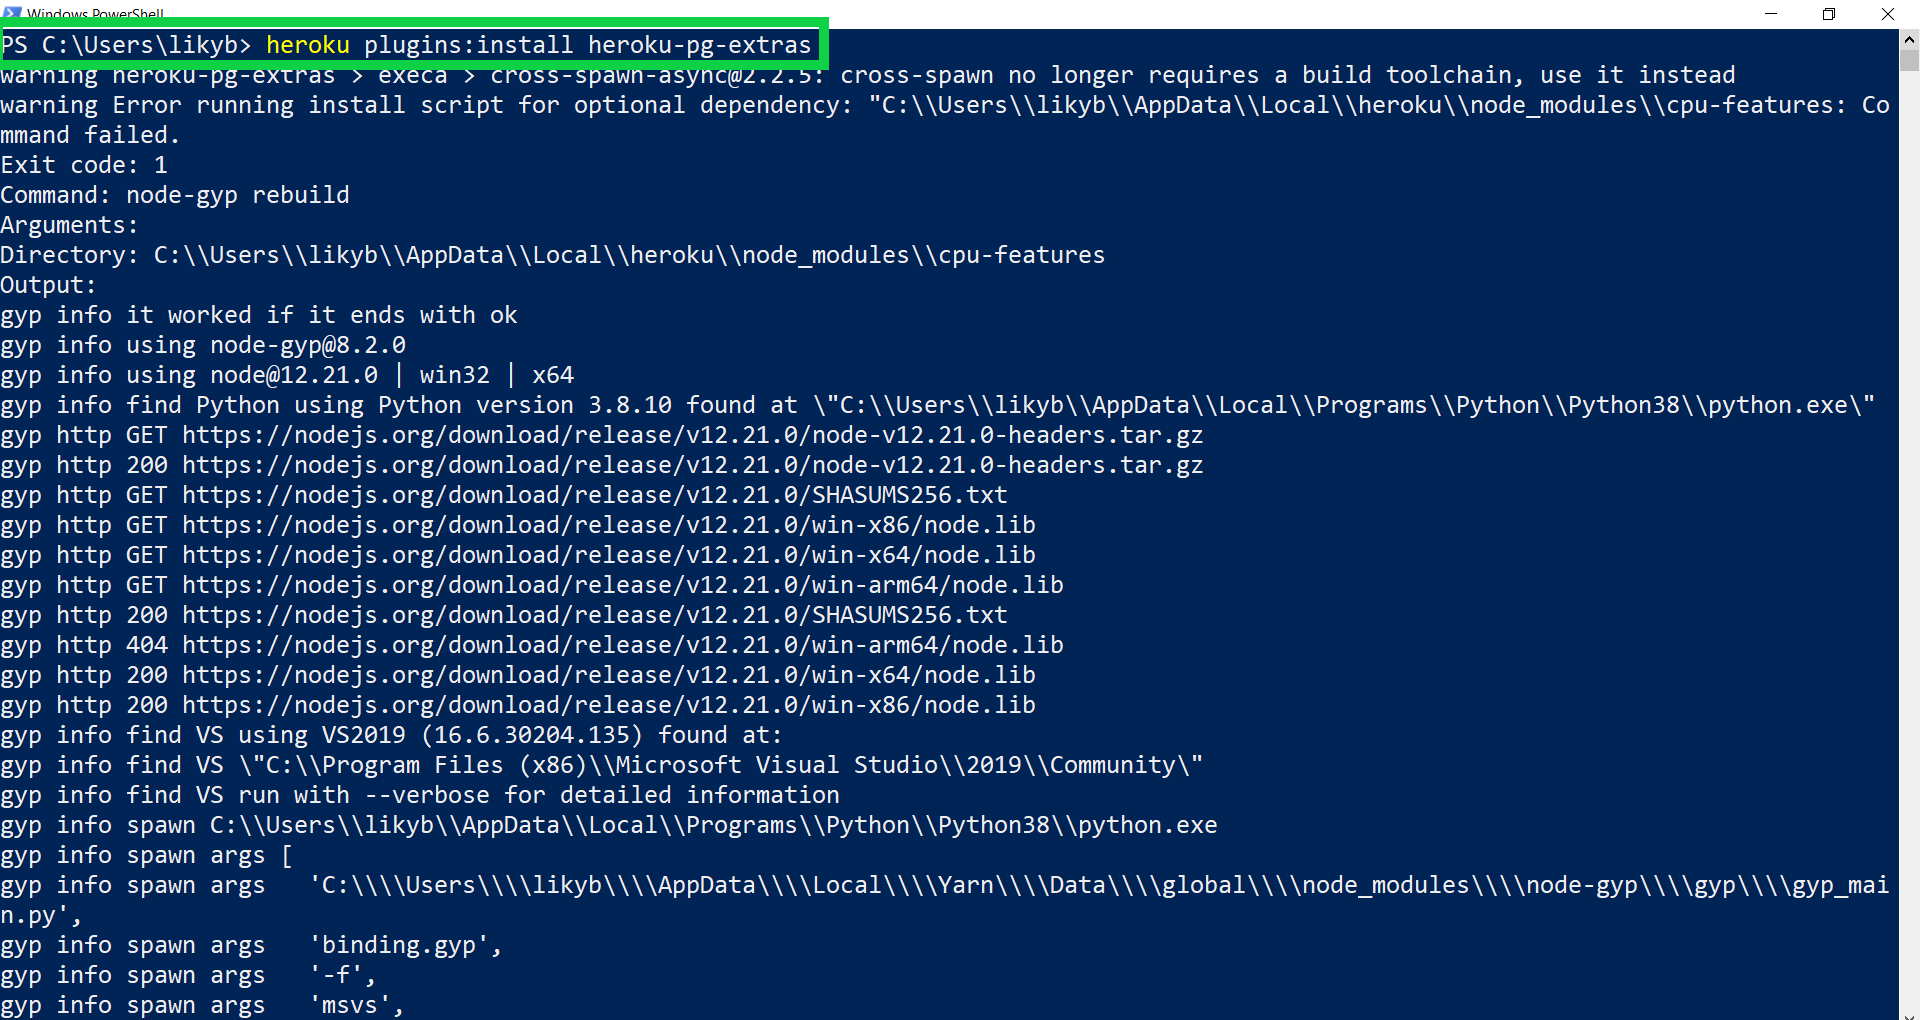 Windows PowerShell
PS C:\Users\likyb> heroku plugins:install heroku-pg-extras
warning heroku-pg-extras > execa > cross-spawn-async@2.2.5: cross-spawn no longer requires a build toolchain, use it instead
warning Error running install script for optional dependency: "C:\\Users\\likyb\\AppData\\Local\\heroku\\node_modules\\cpu-features: Co
mmand failed.
Exit code: 1
Command: node-gyp rebuild
Arguments:
Directory: C:\\Users\\likyb\\AppData\\Local\\heroku\\node_modules\\cpu-features
Output:
gyp info it worked if it ends with ok
gyp info using node-gyp@8.2.0
gyp info using node@12.21.0 | win32 | x64
gyp info find Python using Python version 3.8.10 found at \"C:\\Users\\likyb\\AppData\\Local\\Programs\\Python\\Python38\\python.exe\"
gyp http GET https://nodejs.org/download/release/v12.21.0/node-v12.21.0-headers.tar.gz
gyp http 200 https://nodejs.org/download/release/v12.21.0/node-v12.21.0-headers.tar.gz
gyp http GET https://nodejs.org/download/release/v12.21.0/SHASUMS256.txt
gyp http GET https://nodejs.org/download/release/v12.21.0/win-x86/node.lib
gyp http GET https://nodejs.org/download/release/v12.21.0/win-x64/node.lib
gyp http GET https://nodejs.org/download/release/v12.21.0/win-arm64/node.lib
gyp http 200 https://nodejs.org/download/release/v12.21.0/SHASUMS256.txt
gyp http 404 https://nodejs.org/download/release/v12.21.0/win-arm64/node.lib
gyp http 200 https://nodejs.org/download/release/v12.21.0/win-x64/node.lib
gyp http 200 https://nodejs.org/download/release/v12.21.0/win-x86/node.lib
gyp info find VS using VS2019 (16.6.30204.135) found at:
gyp info find VS \"C:\\Program Files (x86)\\Microsoft Visual Studio\\2019\\Community\"
gyp info find VS run with --verbose for detailed information
gyp info spawn C:\\Users\\likyb\\AppData\\Local\\Programs\\Python\\Python38\\python.exe
gyp info spawn args [
gyp info spawn args   'C:\\\\Users\\\\likyb\\\\AppData\\\\Local\\\\Yarn\\\\Data\\\\global\\\\node_modules\\\\node-gyp\\\\gyp\\\\gyp_mai
n.py',
gyp info spawn args   'binding.gyp',
gyp info spawn args   '-f',
gyp info spawn args   'msvs',